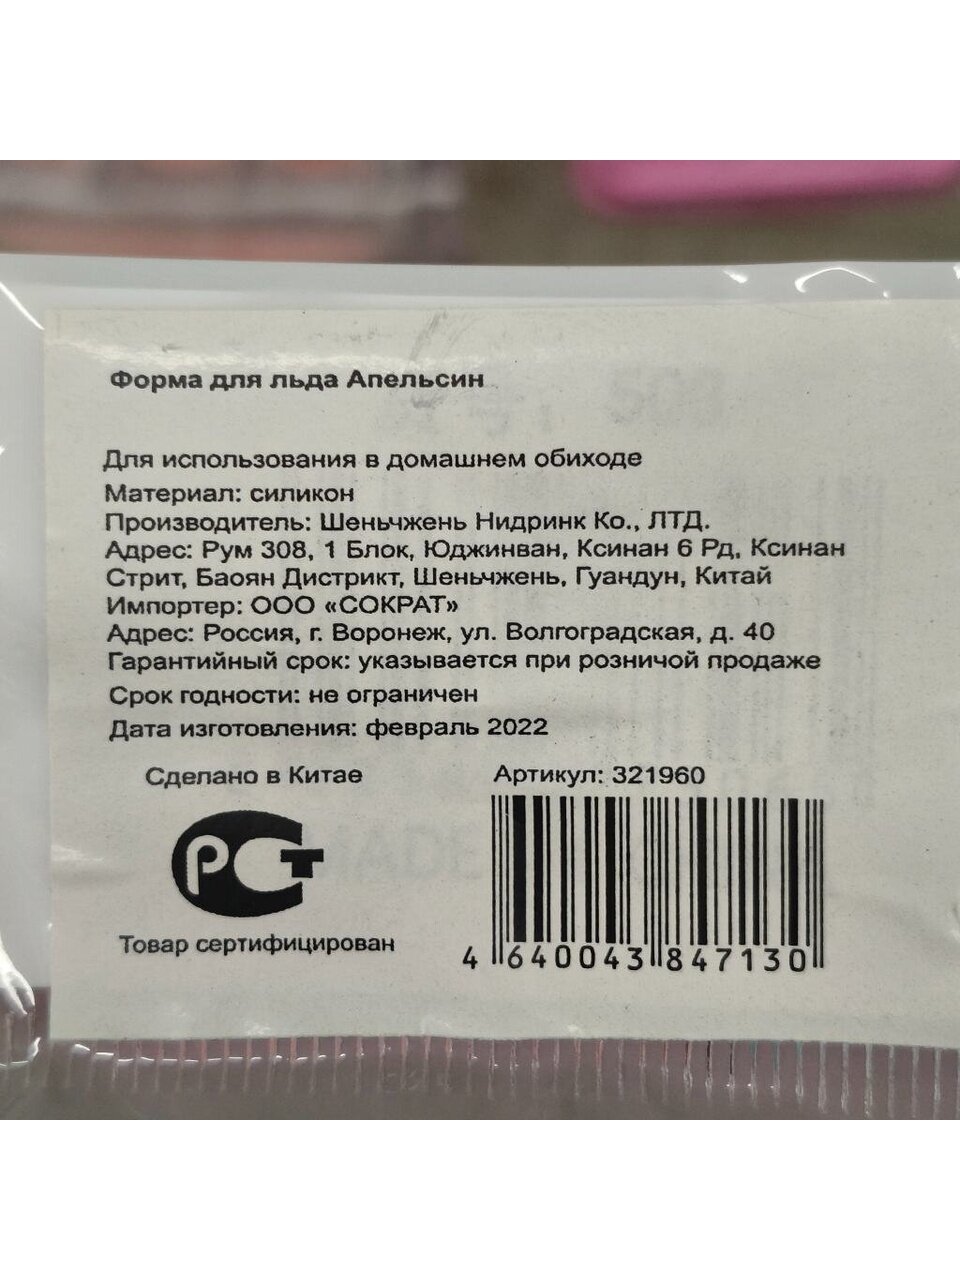 Форма для льда Апельсин
Для использования в домашнем обиходе
Материал: силикон
Производитель: Шеньчжень Нидринк Ко., ЛТД.
Адрес: Рум 308, 1 Блок, Юджинван, Ксинан 6 Рд, Ксинан
Стрит, Баоян Дистрикт, Шеньчжень, Гуандун, Китай
Импортер: ООО «СОКРАТ»
Адрес: Россия, г. Воронеж, ул. Волгоградская, д. 40
Гарантийный срок: указывается при розничой продаже
Срок годности: не ограничен
Дата изготовления: февраль 2022
Сделано в Китае
Артикул: 321960
РСТ
Товар сертифицирован
4 640043 847130